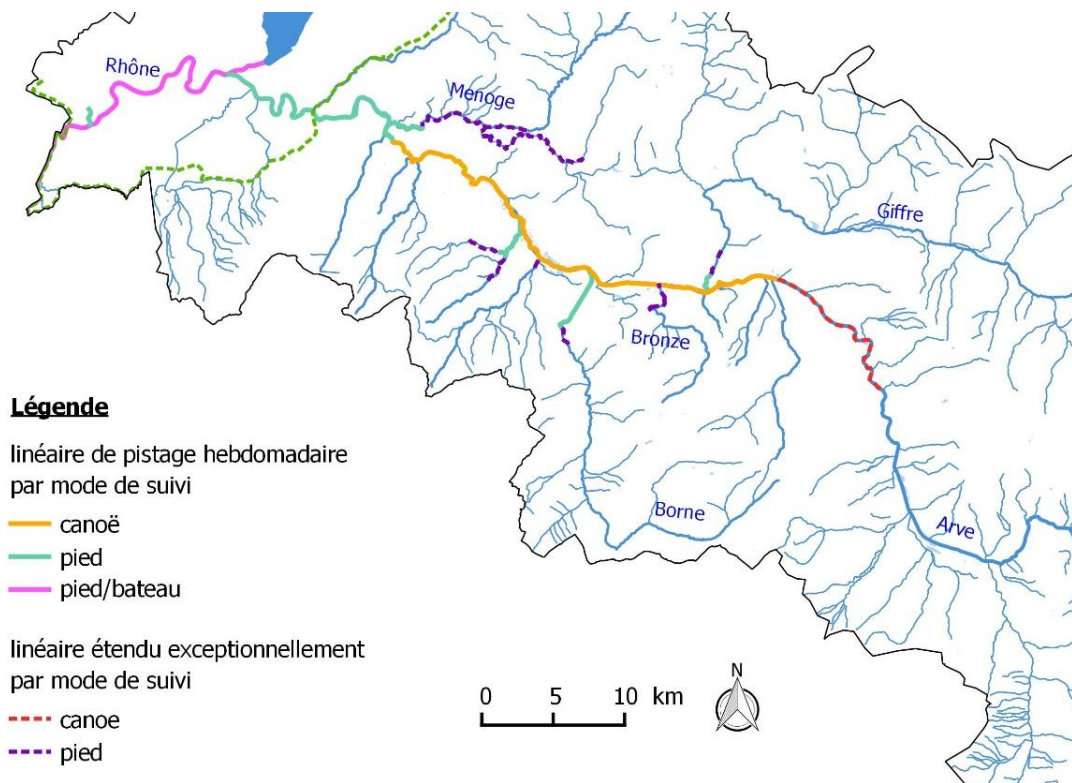 Rhône
Menoge
Giffre
Bronze
Borne
Arve
Légende
linéaire de pistage hebdomadaire
par mode de suivi
canoë
pied
pied/bateau
linéaire étendu exceptionnellement
par mode de suivi
canoe
pied
0 5 10 km
N